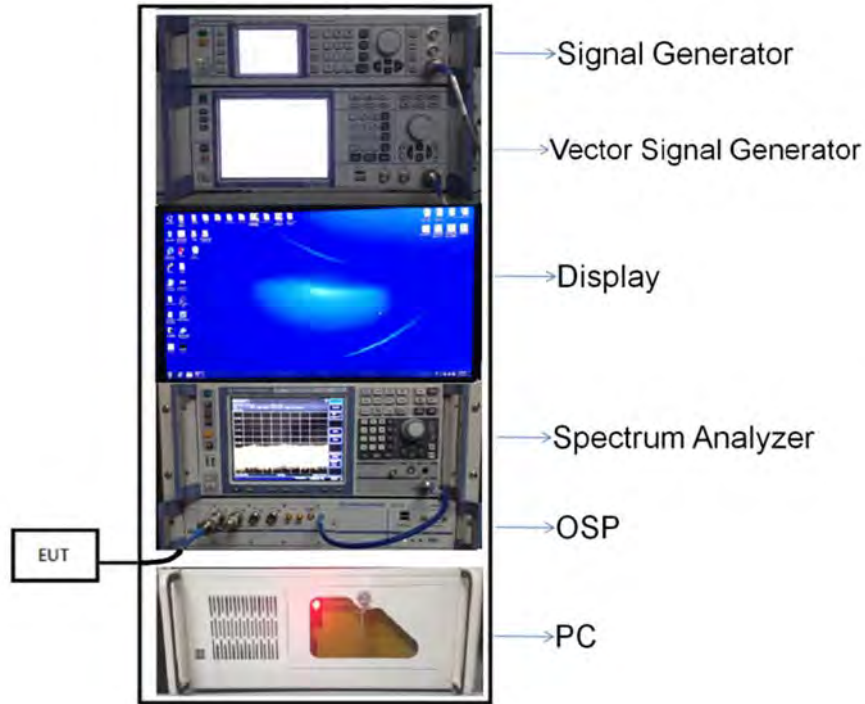 Signal Generator
Vector Signal Generator
Display
Spectrum Analyzer
OSP
EUT
PC